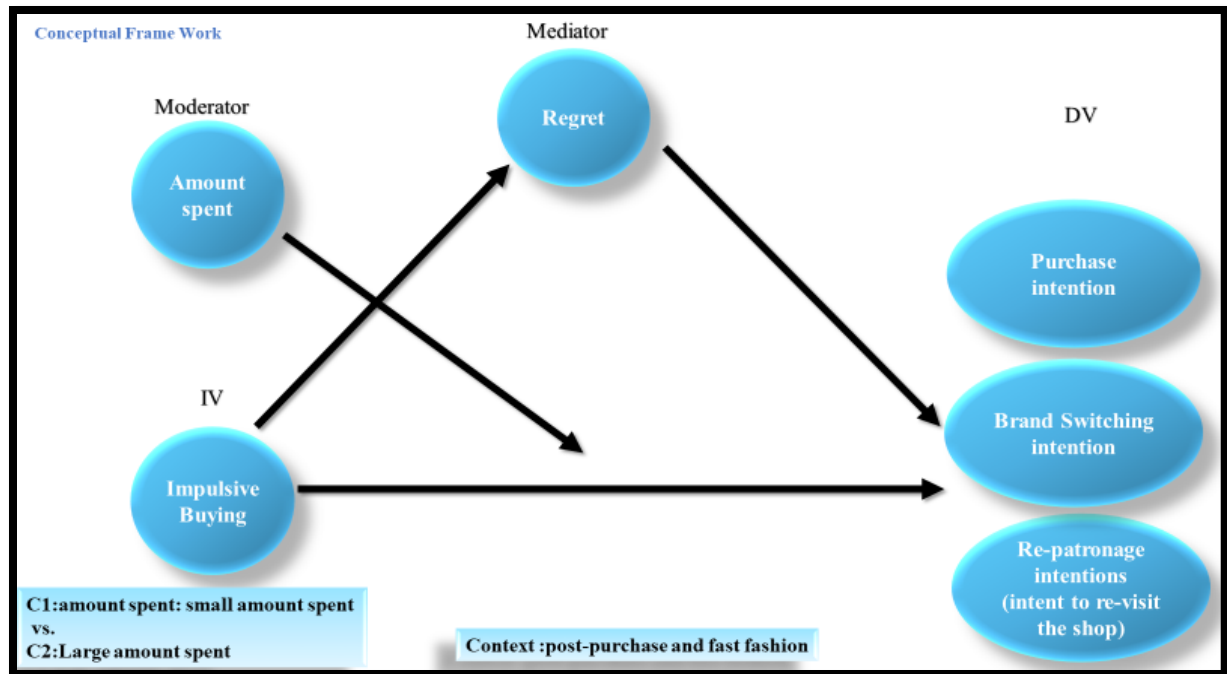 Conceptual Frame Work
Mediator
Regret
Moderator
Amount
spent
DV
Purchase
intention
IV
Brand Switching
intention
Impulsive
Buying
Re-patronage
intentions
(intent to re-visit
the shop)
C1:amount spent: small amount spent
vs.
C2:Large amount spent
Context :post-purchase and fast fashion